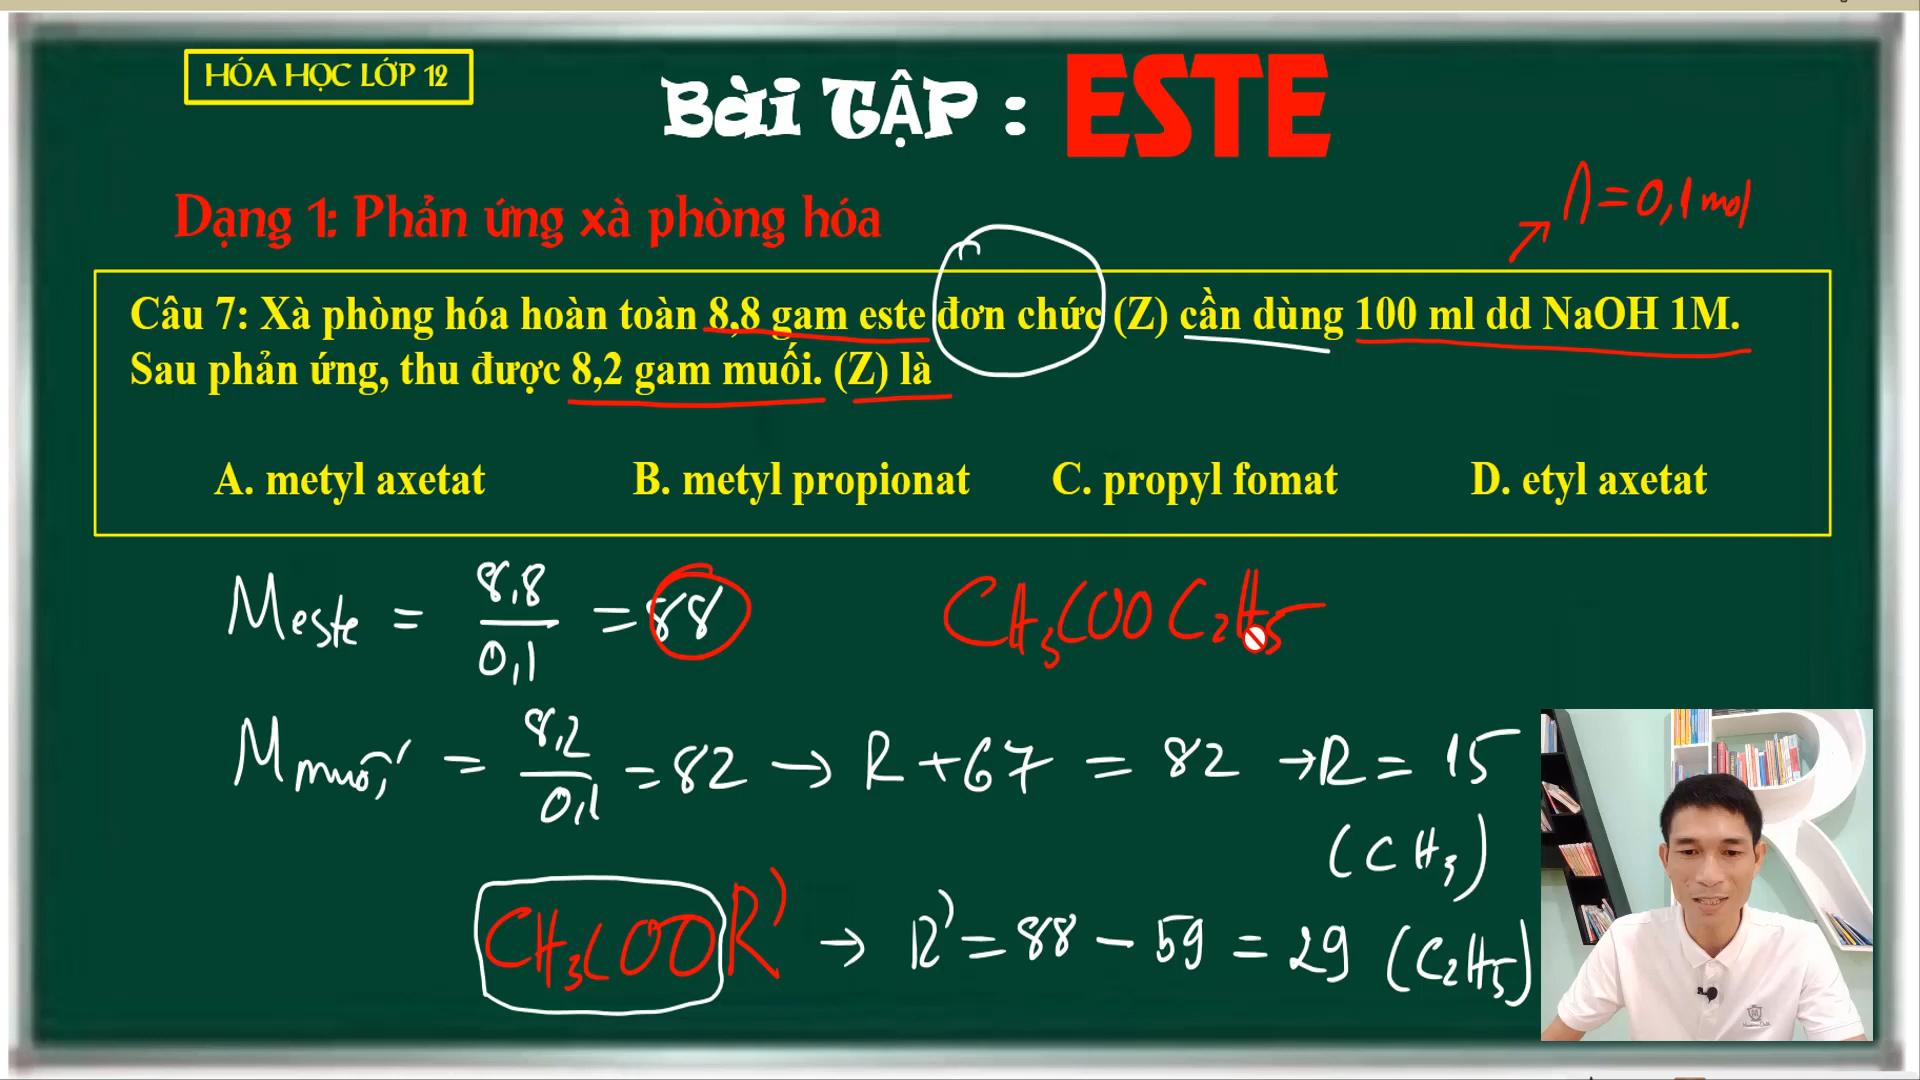 HÓA HỌC LỚP 12
Bài TẬP : ESTE
Dạng 1: Phản ứng xà phòng hóa
n = 0,1 mol
Câu 7: Xà phòng hóa hoàn toàn 8,8 gam este đơn chức (Z) cần dùng 100 ml dd NaOH 1M.
Sau phản ứng, thu được 8,2 gam muối. (Z) là
A. metyl axetat B. metyl propionat C. propyl fomat D. etyl axetat
M este = 8,8 / 0,1 = 88 CH3COOC2H5
M muối = 8,2 / 0,1 = 82 → R + 67 = 82 → R = 15
(CH3)
CH3COOR' → R' = 88 - 59 = 29 (C2H5)